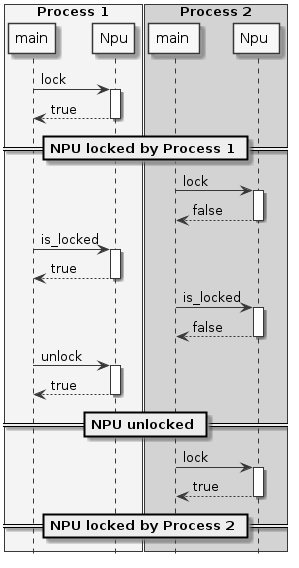 Process 1
Process 2
main
Npu
main
Npu
lock
true
NPU locked by Process 1
lock
false
is_locked
true
is_locked
false
unlock
true
NPU unlocked
lock
true
NPU locked by Process 2